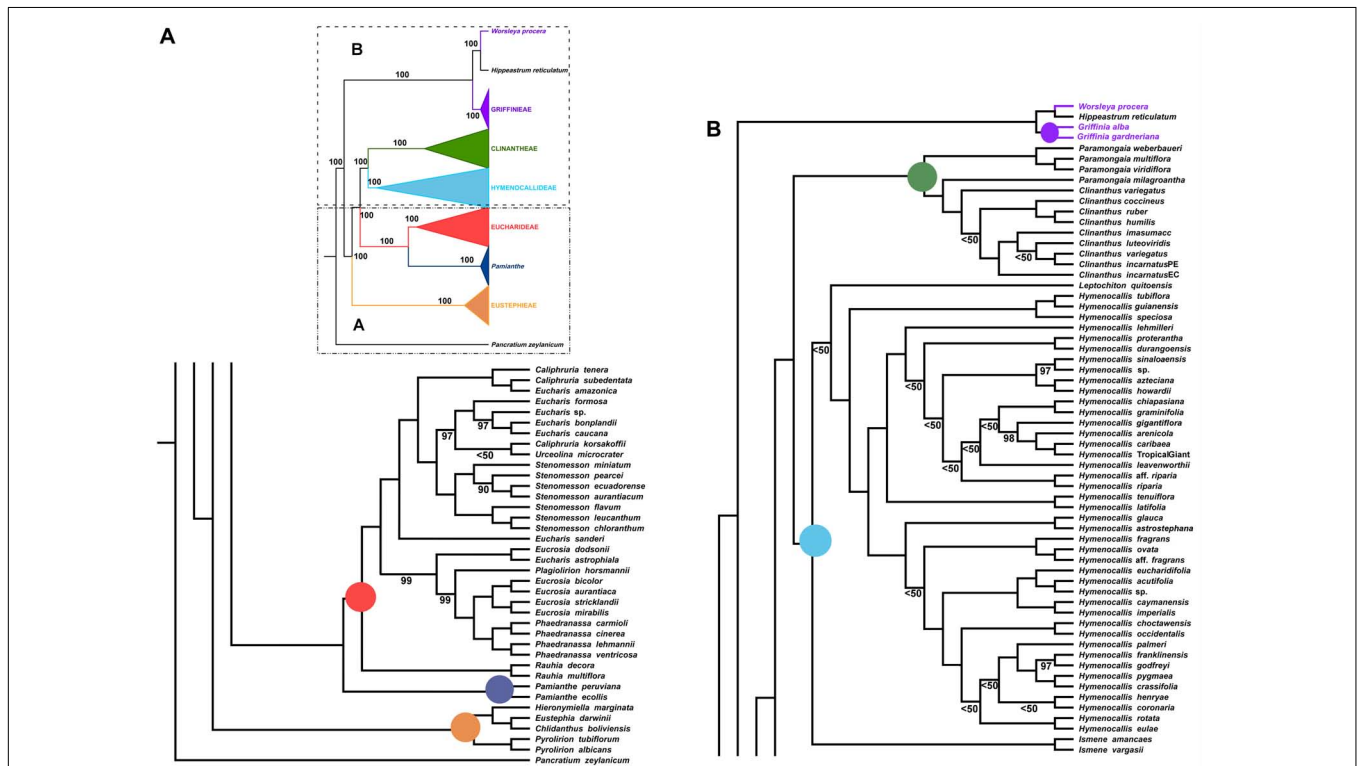 A
B
100
Worsleya procera
100
Hippeastrum reticulatum
100
GRIFFINIEAE
100
CLINANTHEAE
100
100
100
HYMENOCALLIDEAE
100
100
EUCHARIDEAE
100
100
100
Pamianthe
100
EUSTEPHIEAE
A
Pancratium zeylanicum
Caliphruria tenera
Caliphruria subedentata
Eucharis amazonica
Eucharis formosa
Eucharis sp.
97
Eucharis bonplandii
97
Eucharis caucana
Caliphruria korsakoffii
<50
Urceolina microcrater
Stenomesson miniatum
Stenomesson pearcei
90
Stenomesson ecuadorense
Stenomesson aurantiacum
Stenomesson flavum
Stenomesson leucanthum
Stenomesson chloranthum
Eucharis sanderi
Eucrosia dodsonii
99
Eucharis astrophiala
Plagiolirion horsmannii
99
Eucrosia bicolor
Eucrosia aurantiaca
Eucrosia stricklandii
Eucrosia mirabilis
Phaedranassa carmioli
Phaedranassa cinerea
Phaedranassa lehmannii
Phaedranassa ventricosa
Rauhia decora
Rauhia multiflora
Pamianthe peruviana
Pamianthe ecollis
Hieronymiella marginata
Eustephia darwinii
Chlidanthus boliviensis
Pyrolirion tubiflorum
Pyrolirion albicans
Pancratium zeylanicum
B
Worsleya procera
Hippeastrum reticulatum
Griffinia alba
Griffinia gardneriana
Paramongaia weberbaueri
Paramongaia multiflora
Paramongaia viridiflora
Paramongaia milagroantha
Clinanthus variegatus
Clinanthus coccineus
Clinanthus ruber
Clinanthus humilis
<50
Clinanthus imasumacc
Clinanthus luteoviridis
<50
Clinanthus variegatus
Clinanthus incarnatusPE
Clinanthus incarnatusEC
Leptochiton quitoensis
Hymenocallis tubiflora
Hymenocallis guianensis
Hymenocallis speciosa
Hymenocallis lehmilleri
Hymenocallis proterantha
<50
Hymenocallis durangoensis
<50
Hymenocallis sinaloaensis
97
Hymenocallis sp.
Hymenocallis azteciana
Hymenocallis howardii
Hymenocallis chiapasiana
Hymenocallis graminifolia
<50
<50
Hymenocallis gigantiflora
98
Hymenocallis arenicola
<50
Hymenocallis caribaea
Hymenocallis TropicalGiant
Hymenocallis leavenworthii
<50
Hymenocallis aff. riparia
Hymenocallis riparia
Hymenocallis tenuiflora
Hymenocallis latifolia
Hymenocallis glauca
Hymenocallis astrostephana
Hymenocallis fragrans
Hymenocallis ovata
Hymenocallis aff. fragrans
Hymenocallis eucharidifolia
Hymenocallis acutifolia
<50
Hymenocallis sp.
Hymenocallis caymanensis
Hymenocallis imperialis
Hymenocallis choctawensis
Hymenocallis occidentalis
Hymenocallis palmeri
Hymenocallis franklinensis
97
Hymenocallis godfreyi
Hymenocallis pygmaea
<50
Hymenocallis crassifolia
Hymenocallis henryae
<50
<50
Hymenocallis coronaria
Hymenocallis rotata
Hymenocallis eulae
Ismene amancaes
Ismene vargasii